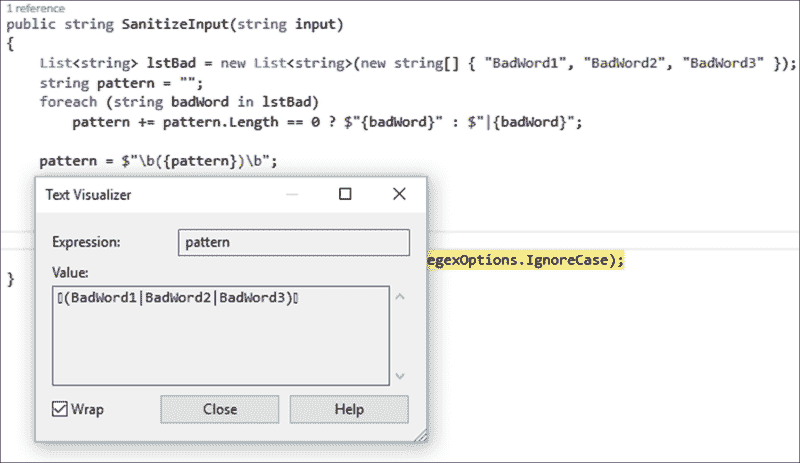 1 reference
public string SanitizeInput(string input)
{
List<string> lstBad = new List<string>(new string[] { "BadWord1", "BadWord2", "BadWord3" });
string pattern = "";
foreach (string badWord in lstBad)
pattern += pattern.Length == 0 ? $"{badWord}" : $"|{badWord}";
pattern = $"\b({pattern})\b";
Text Visualizer
Expression: pattern
egexOptions.IgnoreCase);
Value:
}
▯(BadWord1|BadWord2|BadWord3)▯
Wrap Close Help